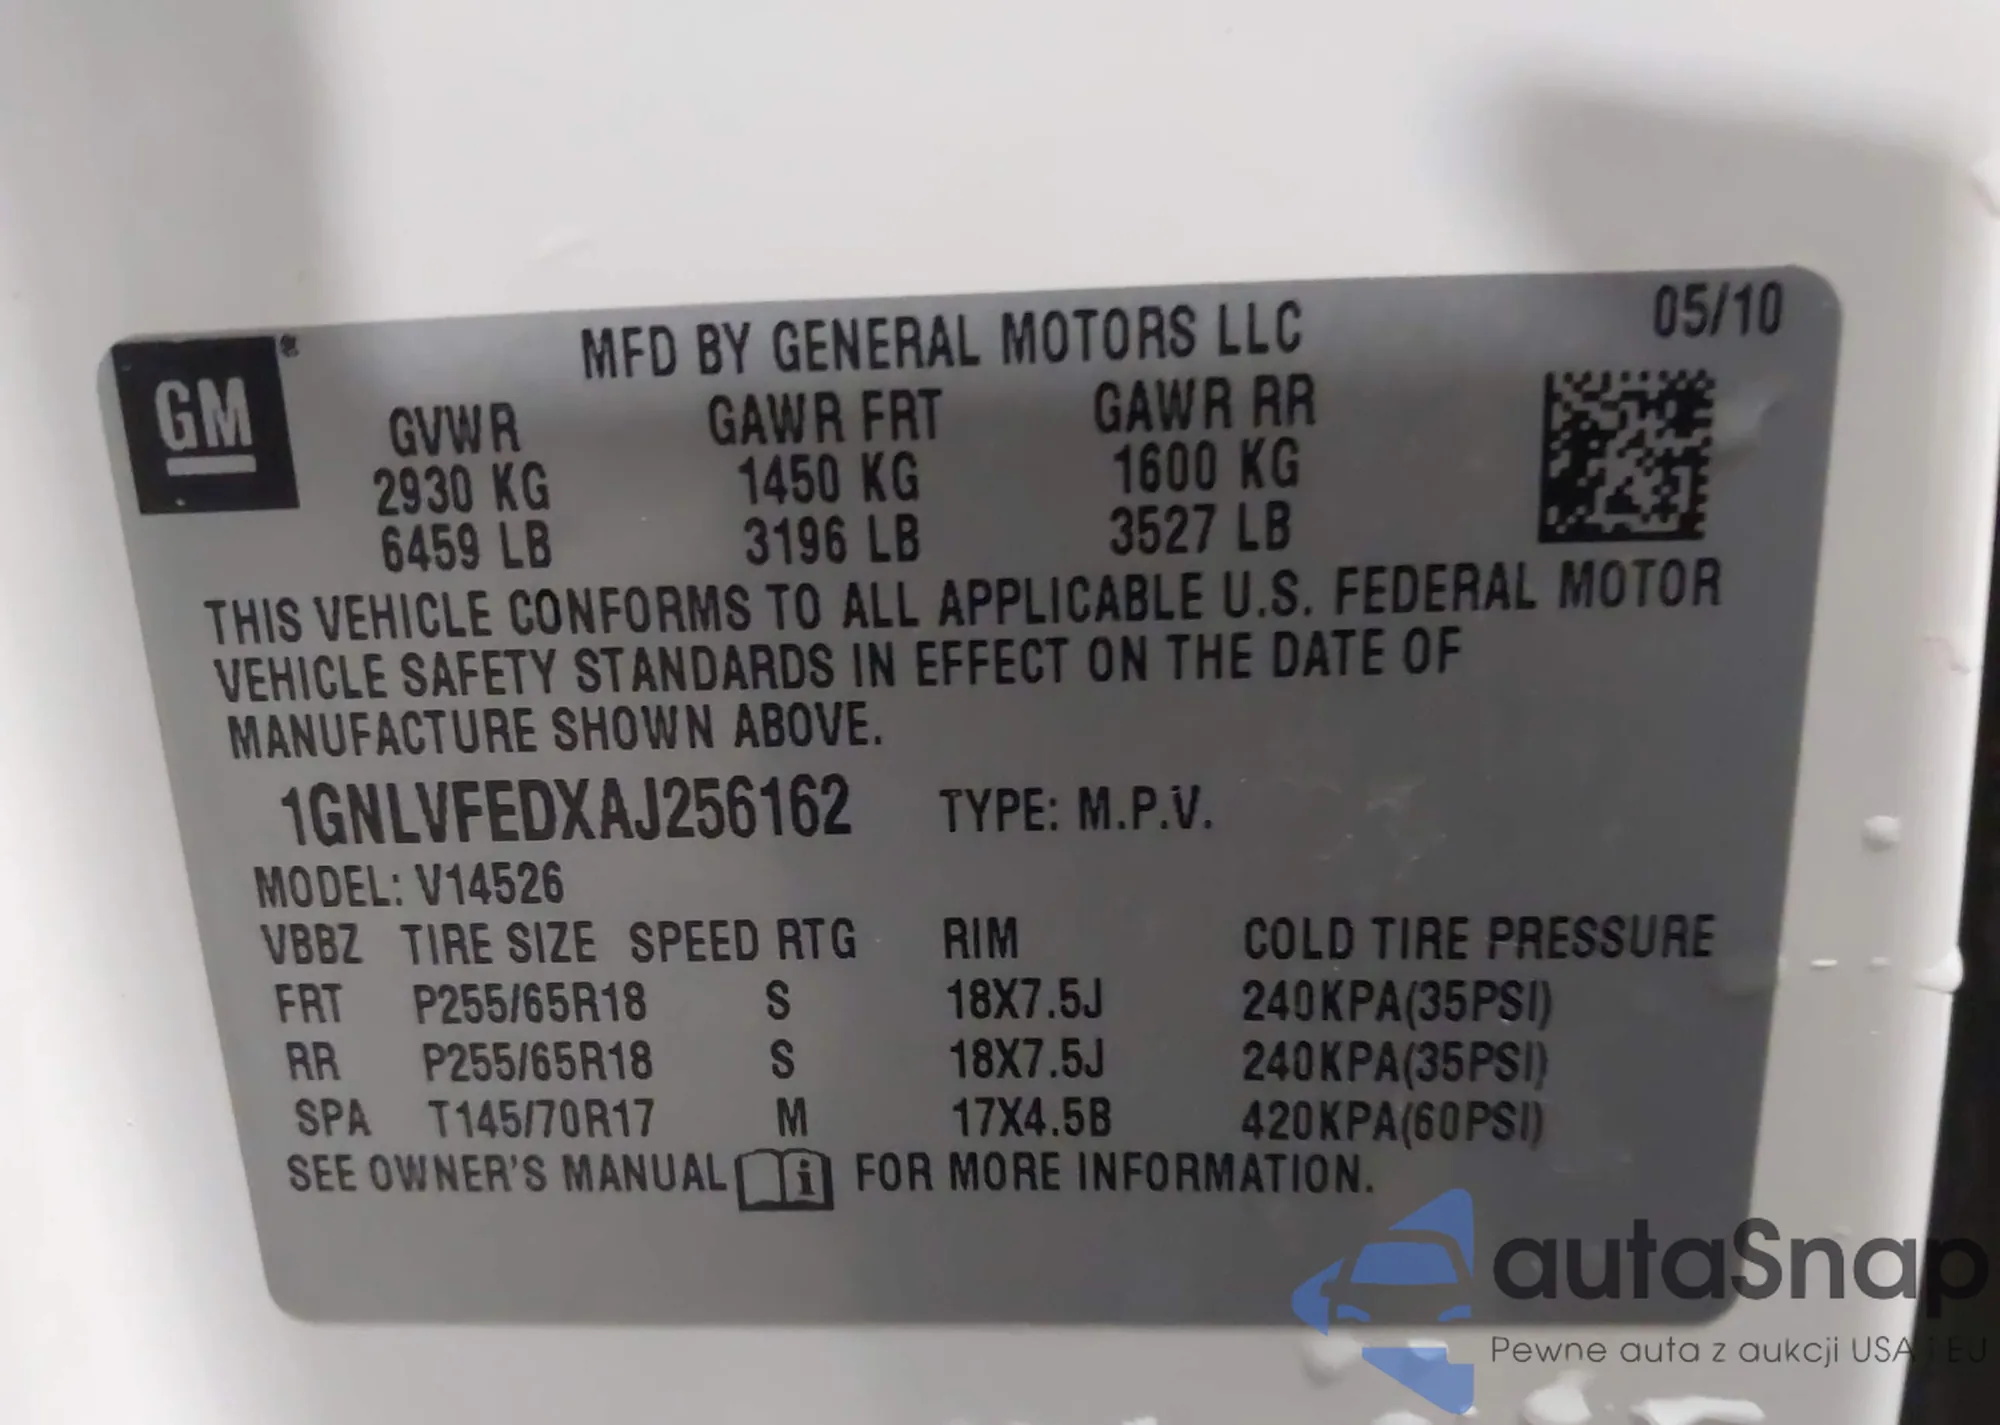 05/10
MFD BY GENERAL MOTORS LLC
GM®
GVWR GAWR FRT GAWR RR
2930 KG 1450 KG 1600 KG
6459 LB 3196 LB 3527 LB
THIS VEHICLE CONFORMS TO ALL APPLICABLE U.S. FEDERAL MOTOR
VEHICLE SAFETY STANDARDS IN EFFECT ON THE DATE OF
MANUFACTURE SHOWN ABOVE.
1GNLVFEDXAJ256162 TYPE: M.P.V.
MODEL: V14526
VBBZ TIRE SIZE SPEED RTG RIM COLD TIRE PRESSURE
FRT P255/65R18 S 18X7.5J 240KPA(35PSI)
RR P255/65R18 S 18X7.5J 240KPA(35PSI)
SPA T145/70R17 M 17X4.5B 420KPA(60PSI)
SEE OWNER'S MANUAL i FOR MORE INFORMATION.
autaSnap
Pewne auta z aukcji USA i EU